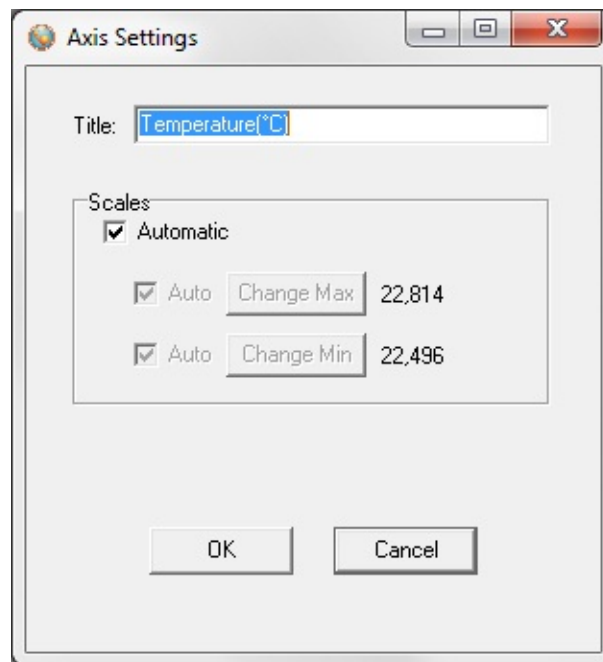 Axis Settings
Title: Temperature(°C)
Scales
Automatic
Auto Change Max 22,814
Auto Change Min 22,496
OK Cancel